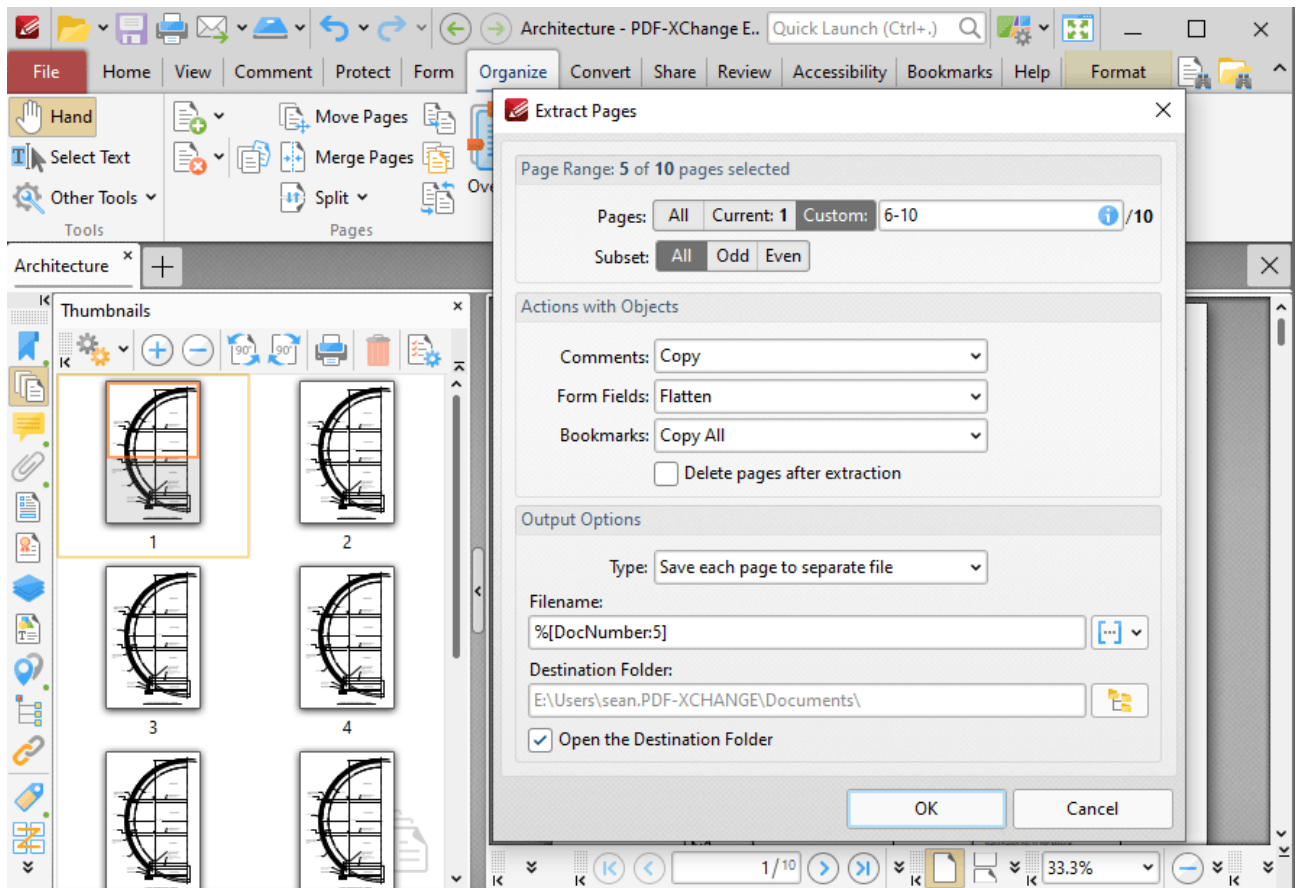 Architecture - PDF-XChange E.. Quick Launch (Ctrl+.)
File Home View Comment Protect Form Organize Convert Share Review Accessibility Bookmarks Help Format
Hand
Select Text
Other Tools
Tools
Move Pages
Merge Pages
Split
Pages
Architecture
Thumbnails
90° 90°
1
2
3
4
Extract Pages
Page Range: 5 of 10 pages selected
Pages: All Current: 1 Custom: 6-10 /10
Subset: All Odd Even
Actions with Objects
Comments: Copy
Form Fields: Flatten
Bookmarks: Copy All
Delete pages after extraction
Output Options
Type: Save each page to separate file
Filename:
%[DocNumber:5]
Destination Folder:
E:\Users\sean.PDF-XCHANGE\Documents\
Open the Destination Folder
OK Cancel
1/10 33.3%